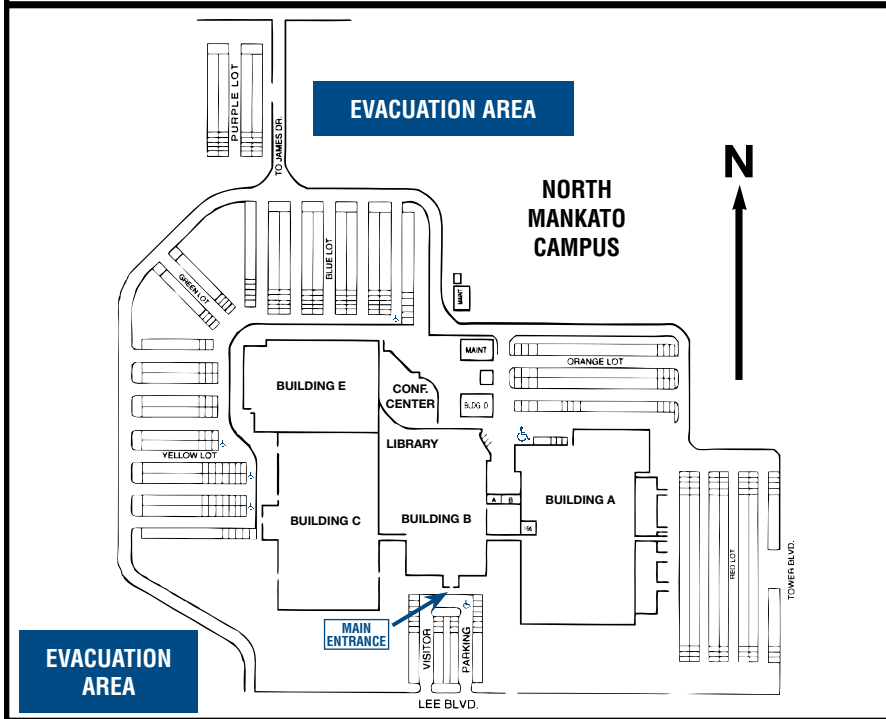 PURPLE LOT
EVACUATION AREA
TO JAMES DR.
N
NORTH
MANKATO
CAMPUS
BLUE LOT
GREEN LOT
MAINT
MAINT
ORANGE LOT
BUILDING E
CONF.
CENTER
BLDG. D
LIBRARY
YELLOW LOT
A B
BUILDING A
BUILDING C
BUILDING B
RED LOT
TOWER BLVD.
MAIN
ENTRANCE
VISITOR
PARKING
EVACUATION
AREA
LEE BLVD.